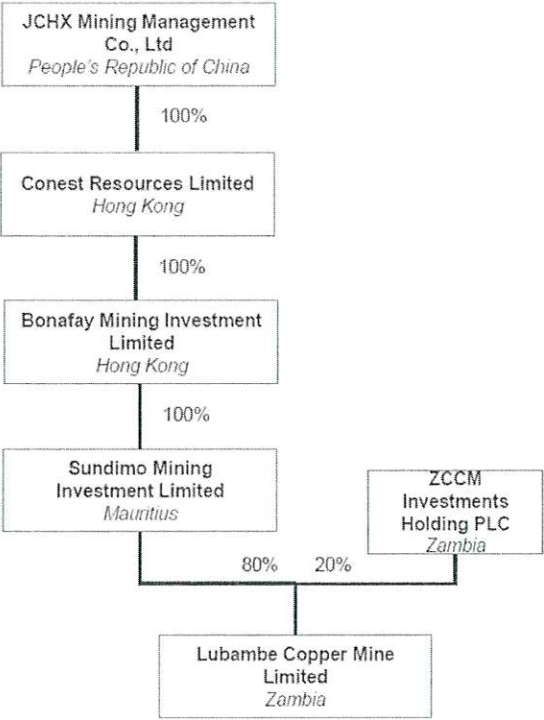 JCHX Mining Management
Co., Ltd
People's Republic of China
100%
Conest Resources Limited
Hong Kong
100%
Bonafay Mining Investment
Limited
Hong Kong
100%
Sundimo Mining
Investment Limited
Mauritius
ZCCM
Investments
Holding PLC
Zambia
80% 20%
Lubambe Copper Mine
Limited
Zambia